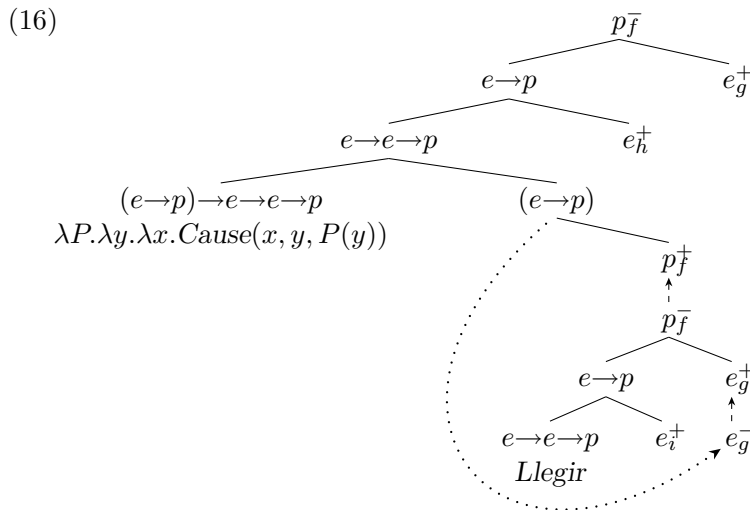 (16)
p_f^-
e→p e_g^+
e→e→p e_h^+
(e→p)→e→e→p (e→p)
λP.λy.λx.Cause(x, y, P(y))
p_f^+
p_f^-
e→p e_g^+
e→e→p e_i^+ e_g^-
Llegir